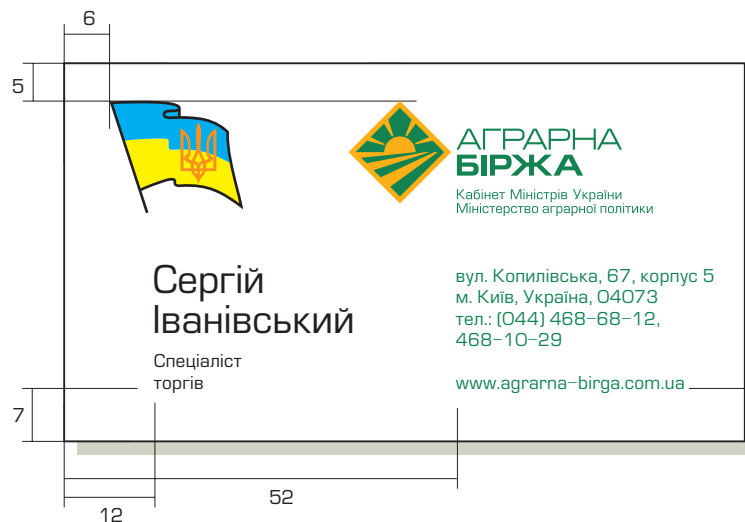 6
5
АГРАРНА
БІРЖА
Кабінет Міністрів України
Міністерство аграрної політики
Сергій
Іванівський
Спеціаліст
торгів
вул. Копилівська, 67, корпус 5
м. Київ, Україна, 04073
тел.: (044) 468-68-12,
468-10-29
www.agrarna-birga.com.ua
7
52
12